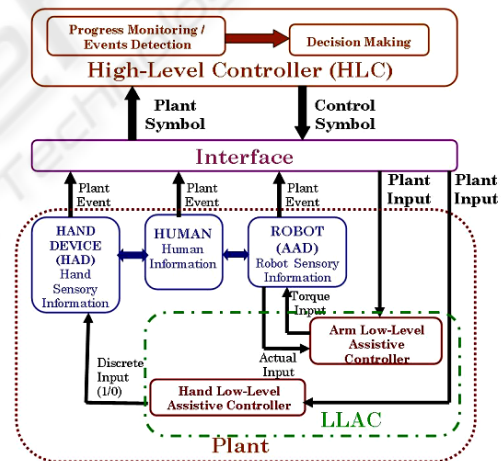 Progress Monitoring /
Events Detection
Decision Making
High-Level Controller (HLC)
Plant
Symbol
Control
Symbol
Interface
Plant
Event
Plant
Event
Plant
Event
Plant
Input
Plant
Input
HAND
DEVICE
(HAD)
Hand
Sensory
Information
HUMAN
Human
Information
ROBOT
(AAD)
Robot Sensory
Information
Torque
Input
Arm Low-Level
Assistive
Controller
Actual
Input
Discrete
Input
(1/0)
Hand Low-Level
Assistive Controller
LLAC
Plant